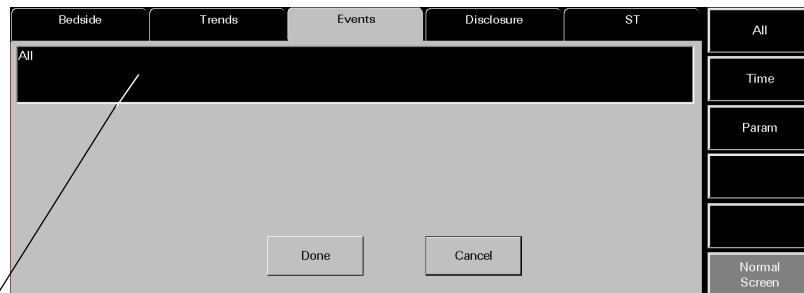 Bedside
Trends
Events
Disclosure
ST
All
All
Time
Param
Done
Cancel
Normal
Screen